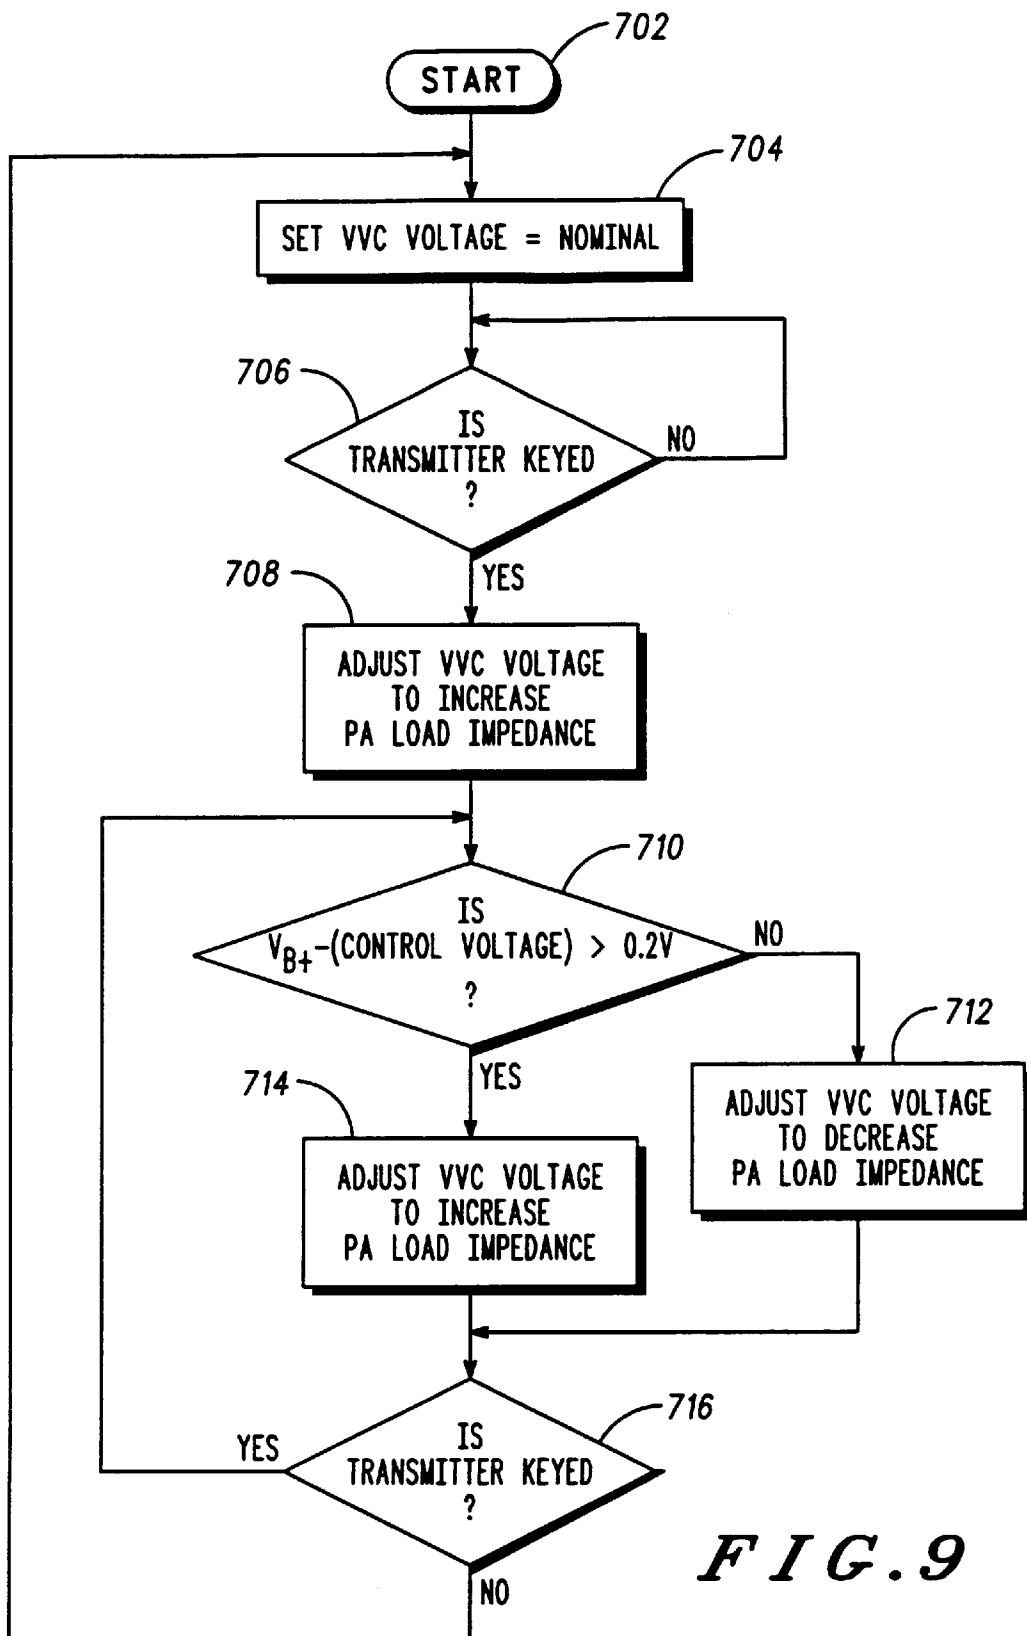 702
START
704
SET VVC VOLTAGE = NOMINAL
706
IS
TRANSMITTER KEYED
?
NO
YES
708
ADJUST VVC VOLTAGE
TO INCREASE
PA LOAD IMPEDANCE
710
IS
VB+-(CONTROL VOLTAGE) > 0.2V
?
NO
YES
712
ADJUST VVC VOLTAGE
TO DECREASE
PA LOAD IMPEDANCE
714
ADJUST VVC VOLTAGE
TO INCREASE
PA LOAD IMPEDANCE
716
IS
TRANSMITTER KEYED
?
YES
NO
FIG.9